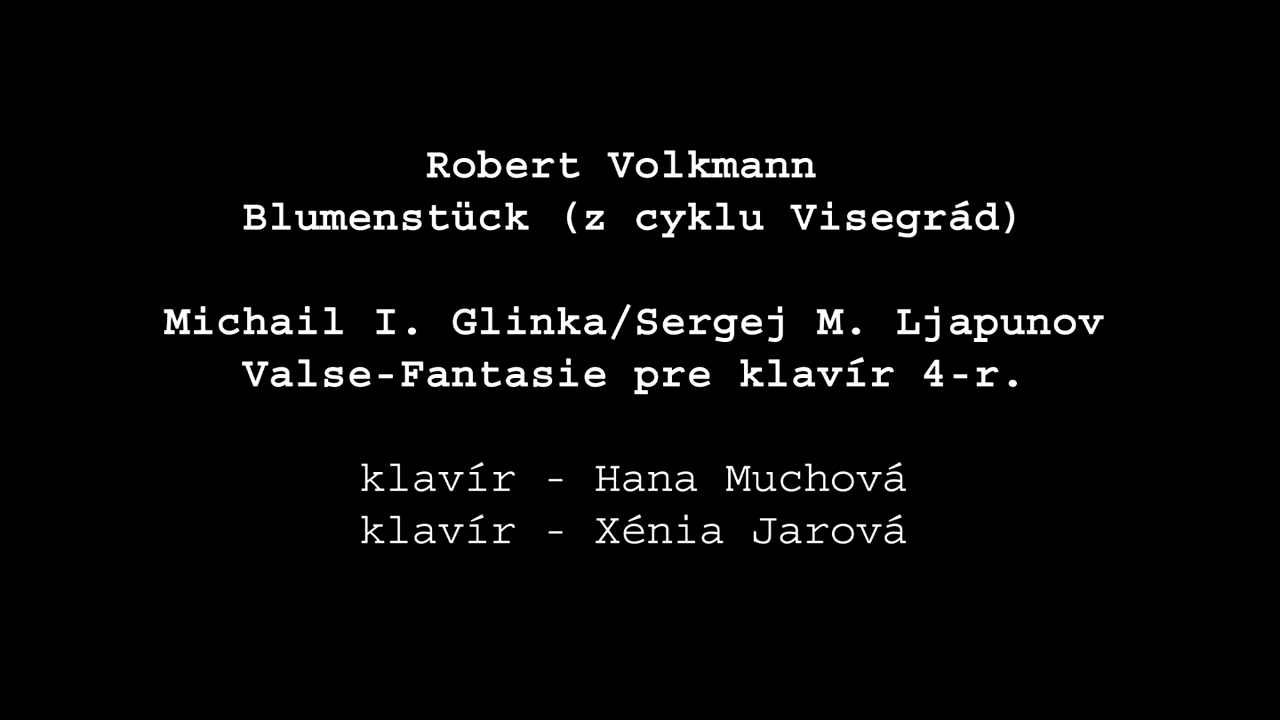 Robert Volkmann
Blumenstück (z cyklu Visegrád)
Michail I. Glinka/Sergej M. Ljapunov
Valse-Fantasie pre klavír 4-r.
klavír - Hana Muchová
klavír - Xénia Jarová